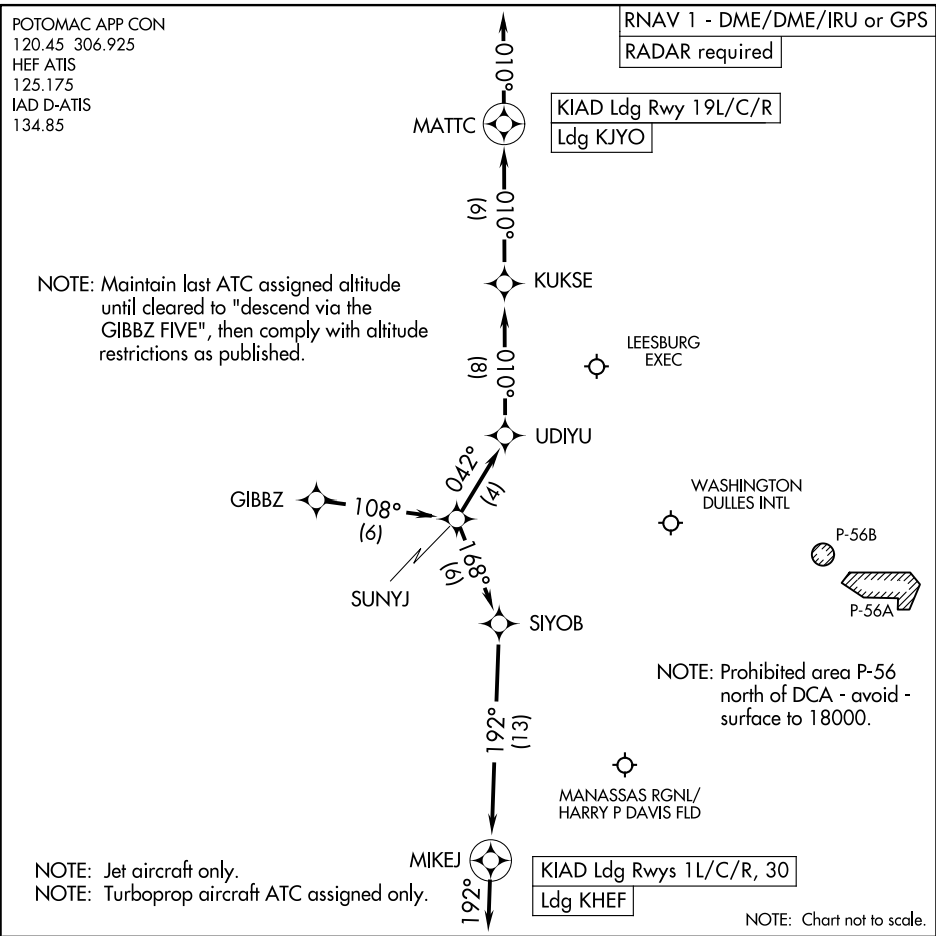 POTOMAC APP CON
120.45 306.925
HEF ATIS
125.175
IAD D-ATIS
134.85
RNAV 1 - DME/DME/IRU or GPS
RADAR required
010°
MATTC
KIAD Ldg Rwy 19L/C/R
Ldg KJYO
(9)
010°
KUKSE
NOTE: Maintain last ATC assigned altitude
until cleared to "descend via the
GIBBZ FIVE", then comply with altitude
restrictions as published.
LEESBURG
EXEC
(8)
010°
UDIYU
042°
(4)
GIBBZ
108°
(6)
WASHINGTON
DULLES INTL
P-56B
P-56A
168°
(6)
SUNYJ
SIYOB
NOTE: Prohibited area P-56
north of DCA - avoid -
surface to 18000.
192°
(13)
MANASSAS RGNL/
HARRY P DAVIS FLD
MIKEJ
KIAD Ldg Rwys 1L/C/R, 30
Ldg KHEF
192°
NOTE: Jet aircraft only.
NOTE: Turboprop aircraft ATC assigned only.
NOTE: Chart not to scale.